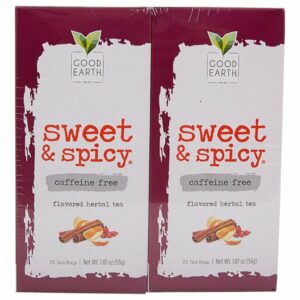 GOOD
EARTH
sweet
& spicy
caffeine free
flavored herbal tea
25 Tea Bags | Net Wt. 1.87 oz (53g)
GOOD
EARTH
sweet
& spicy
caffeine free
flavored herbal tea
25 Tea Bags | Net Wt. 1.87 oz (53g)